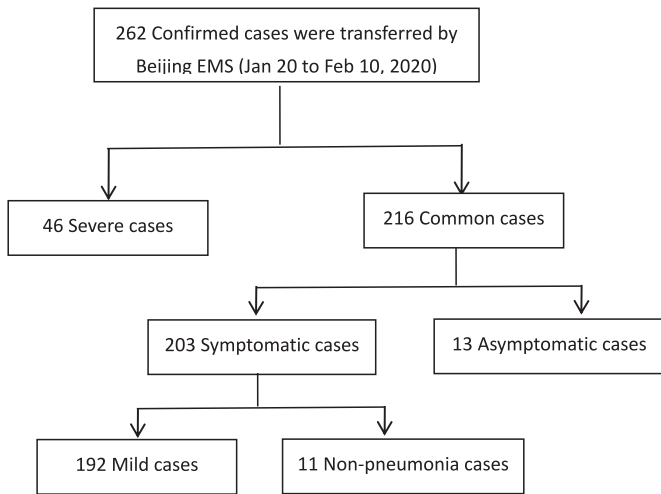 262 Confirmed cases were transferred by
Beijing EMS (Jan 20 to Feb 10, 2020)
46 Severe cases
216 Common cases
203 Symptomatic cases
13 Asymptomatic cases
192 Mild cases
11 Non-pneumonia cases